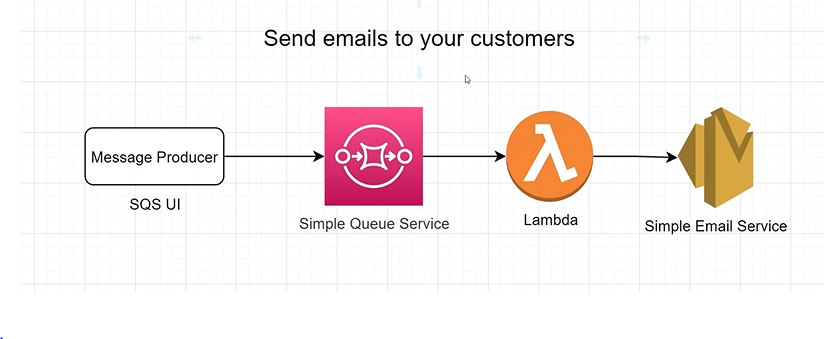 Send emails to your customers
Message Producer
SQS UI
Simple Queue Service
Lambda
Simple Email Service